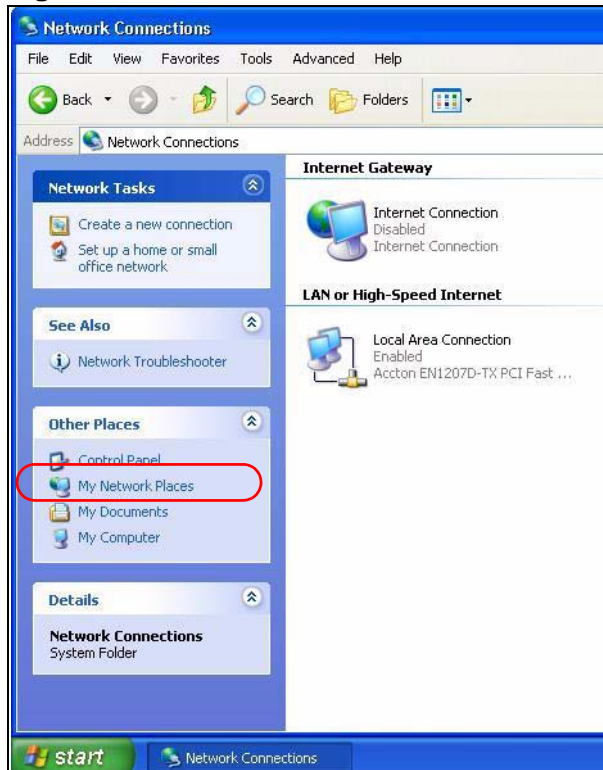 Network Connections
File Edit View Favorites Tools Advanced Help
Back Search Folders
Address Network Connections
Network Tasks
Create a new connection
Set up a home or small
office network
See Also
Network Troubleshooter
Other Places
Control Panel
My Network Places
My Documents
My Computer
Details
Network Connections
System Folder
Internet Gateway
Internet Connection
Disabled
Internet Connection
LAN or High-Speed Internet
Local Area Connection
Enabled
Accton EN1207D-TX PCI Fast ...
start Network Connections